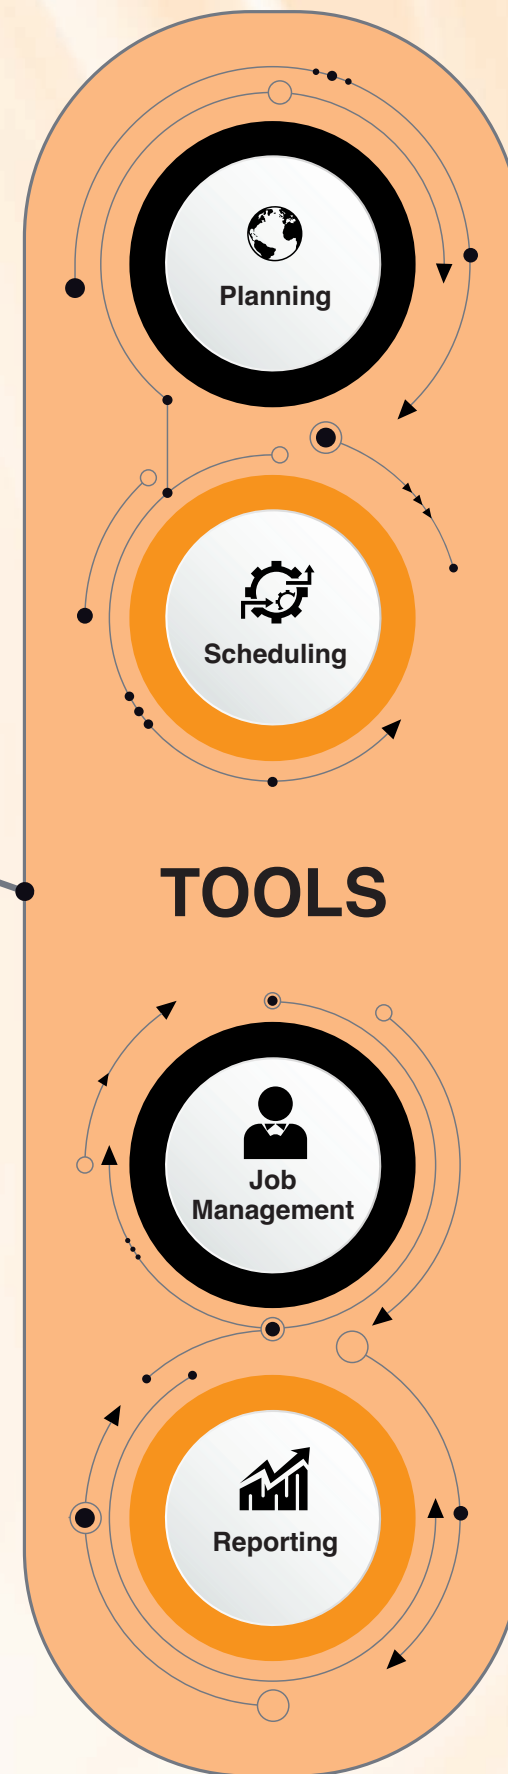 Planning
Scheduling
TOOLS
Job
Management
Reporting